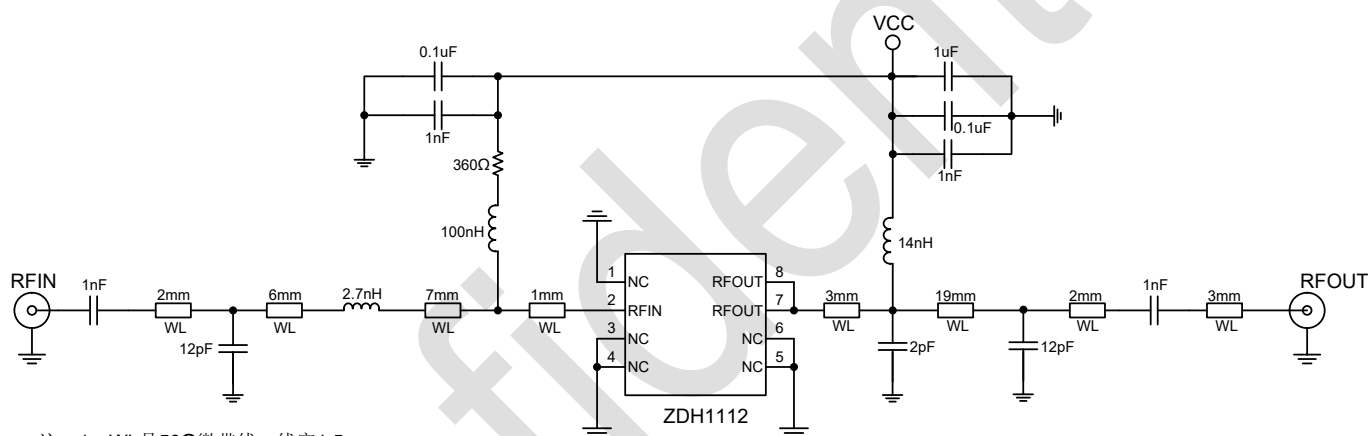 VCC
0.1uF
1uF
1nF
0.1uF
360Ω
1nF
100nH
14nH
RFIN
RFOUT
1nF
2mm
6mm
2.7nH
7mm
1mm
1 NC
2 RFIN
3 NC
4 NC
RFOUT 8
RFOUT 7
NC 6
NC 5
3mm
19mm
2mm
1nF
3mm
WL
WL
WL
WL
WL
WL
WL
WL
12pF
2pF
12pF
ZDH1112